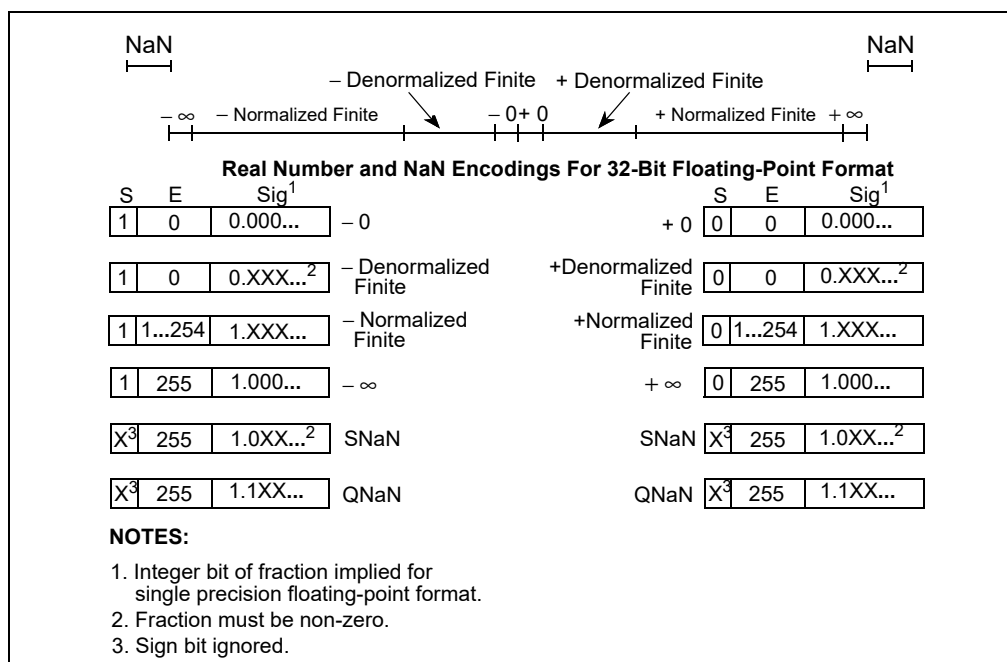 NaN NaN
– Denormalized Finite + Denormalized Finite
– ∞ – Normalized Finite – 0 + 0 + Normalized Finite + ∞
Real Number and NaN Encodings For 32-Bit Floating-Point Format
S E Sig1 S E Sig1
1 0 0.000... – 0 + 0 0 0 0.000...
1 0 0.XXX...2 – Denormalized Finite +Denormalized Finite 0 0 0.XXX...2
1 1...254 1.XXX... – Normalized Finite +Normalized Finite 0 1...254 1.XXX...
1 255 1.000... – ∞ + ∞ 0 255 1.000...
X3 255 1.0XX...2 SNaN SNaN X3 255 1.0XX...2
X3 255 1.1XX... QNaN QNaN X3 255 1.1XX...
NOTES:
1. Integer bit of fraction implied for
single precision floating-point format.
2. Fraction must be non-zero.
3. Sign bit ignored.